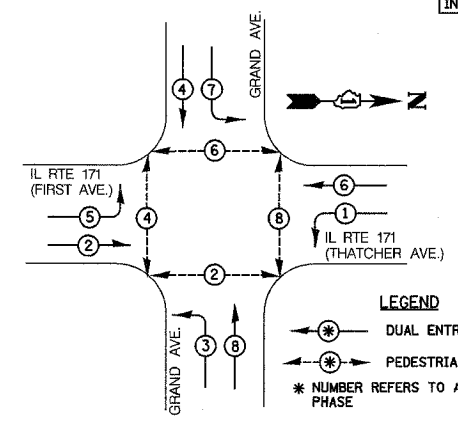 IN
GRAND AVE.
4
7
N
6
IL RTE 171
(FIRST AVE.)
6
5
4
8
1
2
IL RTE 171
(THATCHER AVE.)
2
LEGEND
3
8
* DUAL ENTR
GRAND AVE.
* PEDESTRIA
* NUMBER REFERS TO A
PHASE